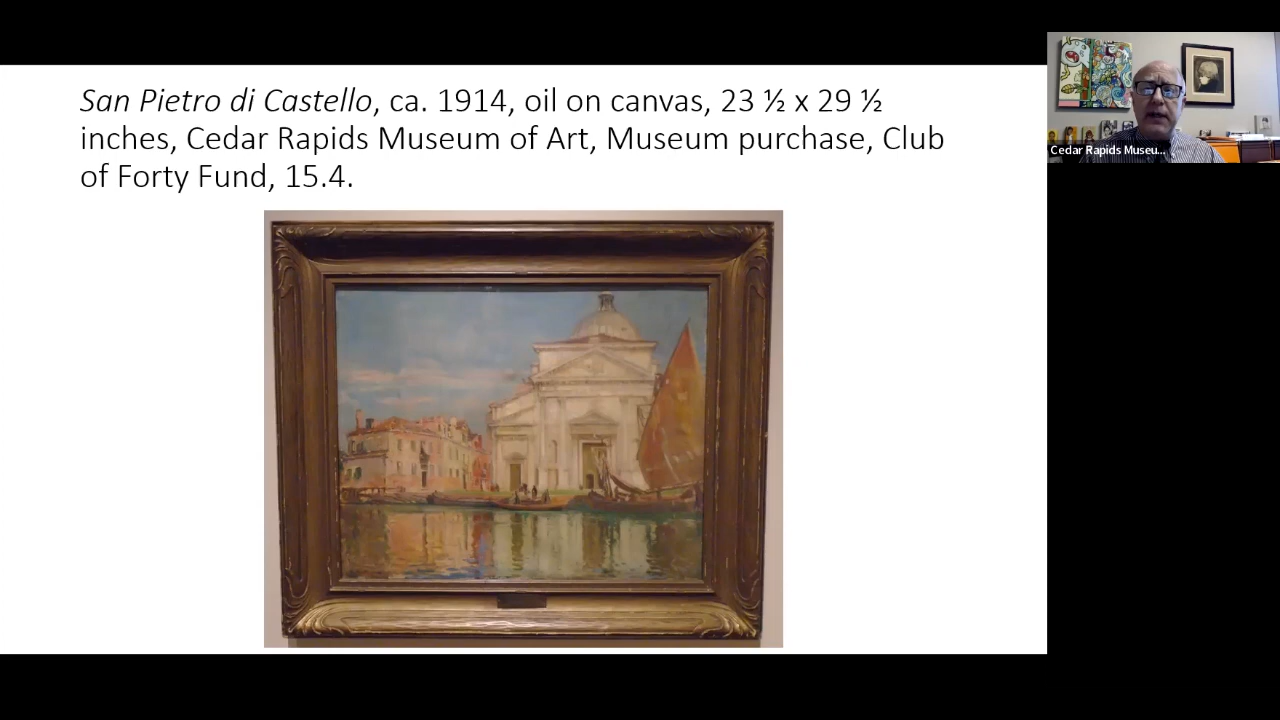 San Pietro di Castello, ca. 1914, oil on canvas, 23 ½ x 29 ½
inches, Cedar Rapids Museum of Art, Museum purchase, Club
of Forty Fund, 15.4.
Cedar Rapids Museu...